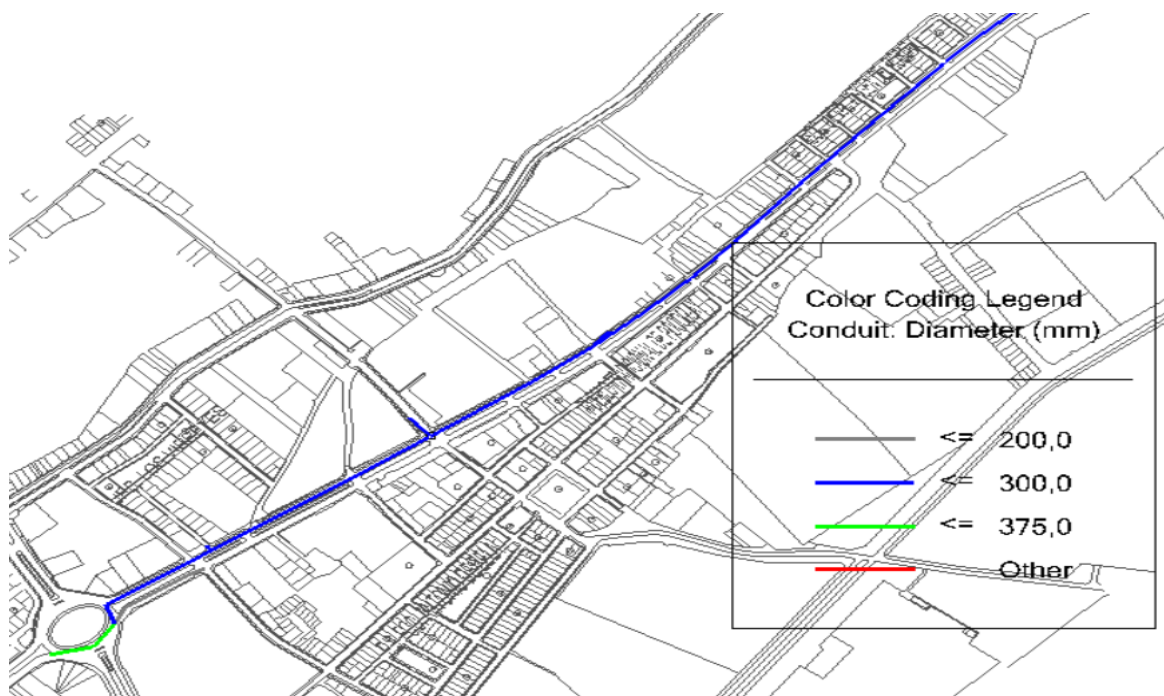 Color Coding Legend
Conduit: Diameter (mm)
<= 200,0
<= 300,0
<= 375,0
<= Other